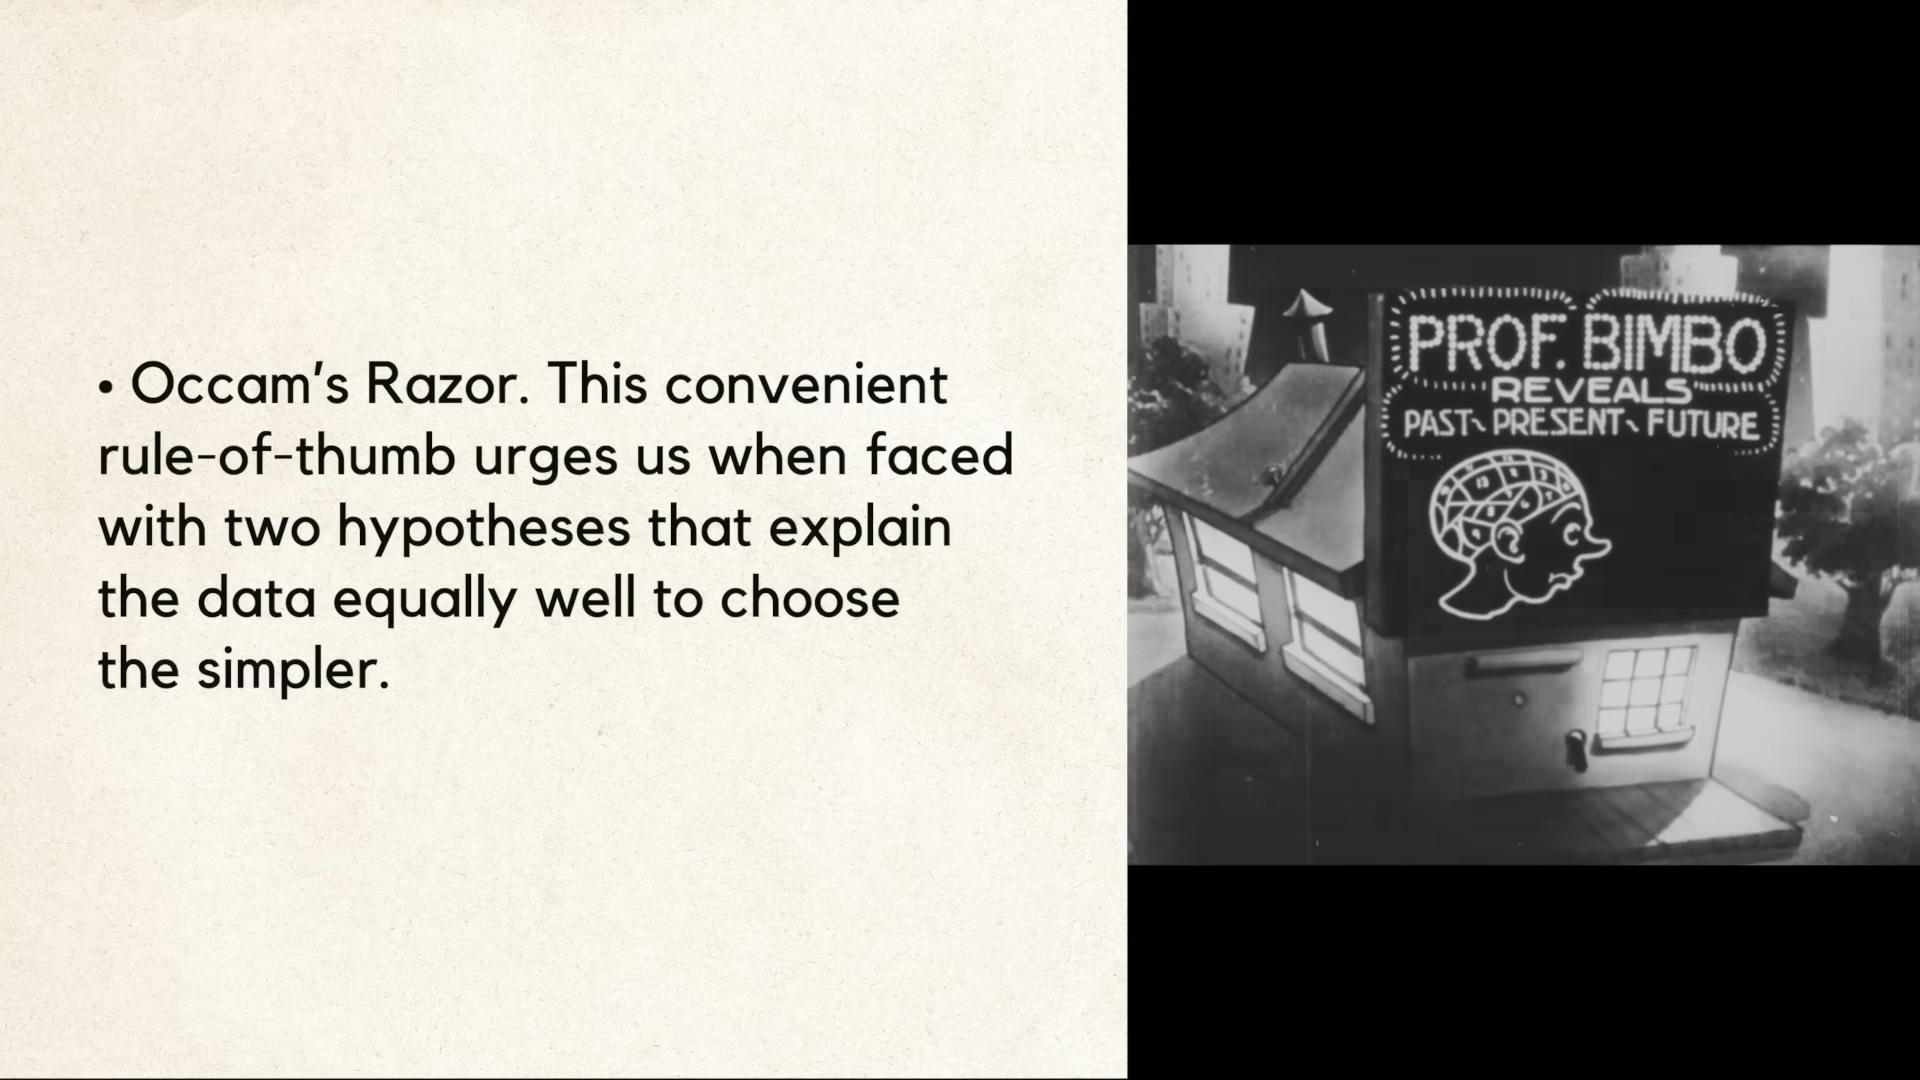 • Occam’s Razor. This convenient
rule-of-thumb urges us when faced
with two hypotheses that explain
the data equally well to choose
the simpler.
PROF. BIMBO
REVEALS
PAST~PRESENT~FUTURE